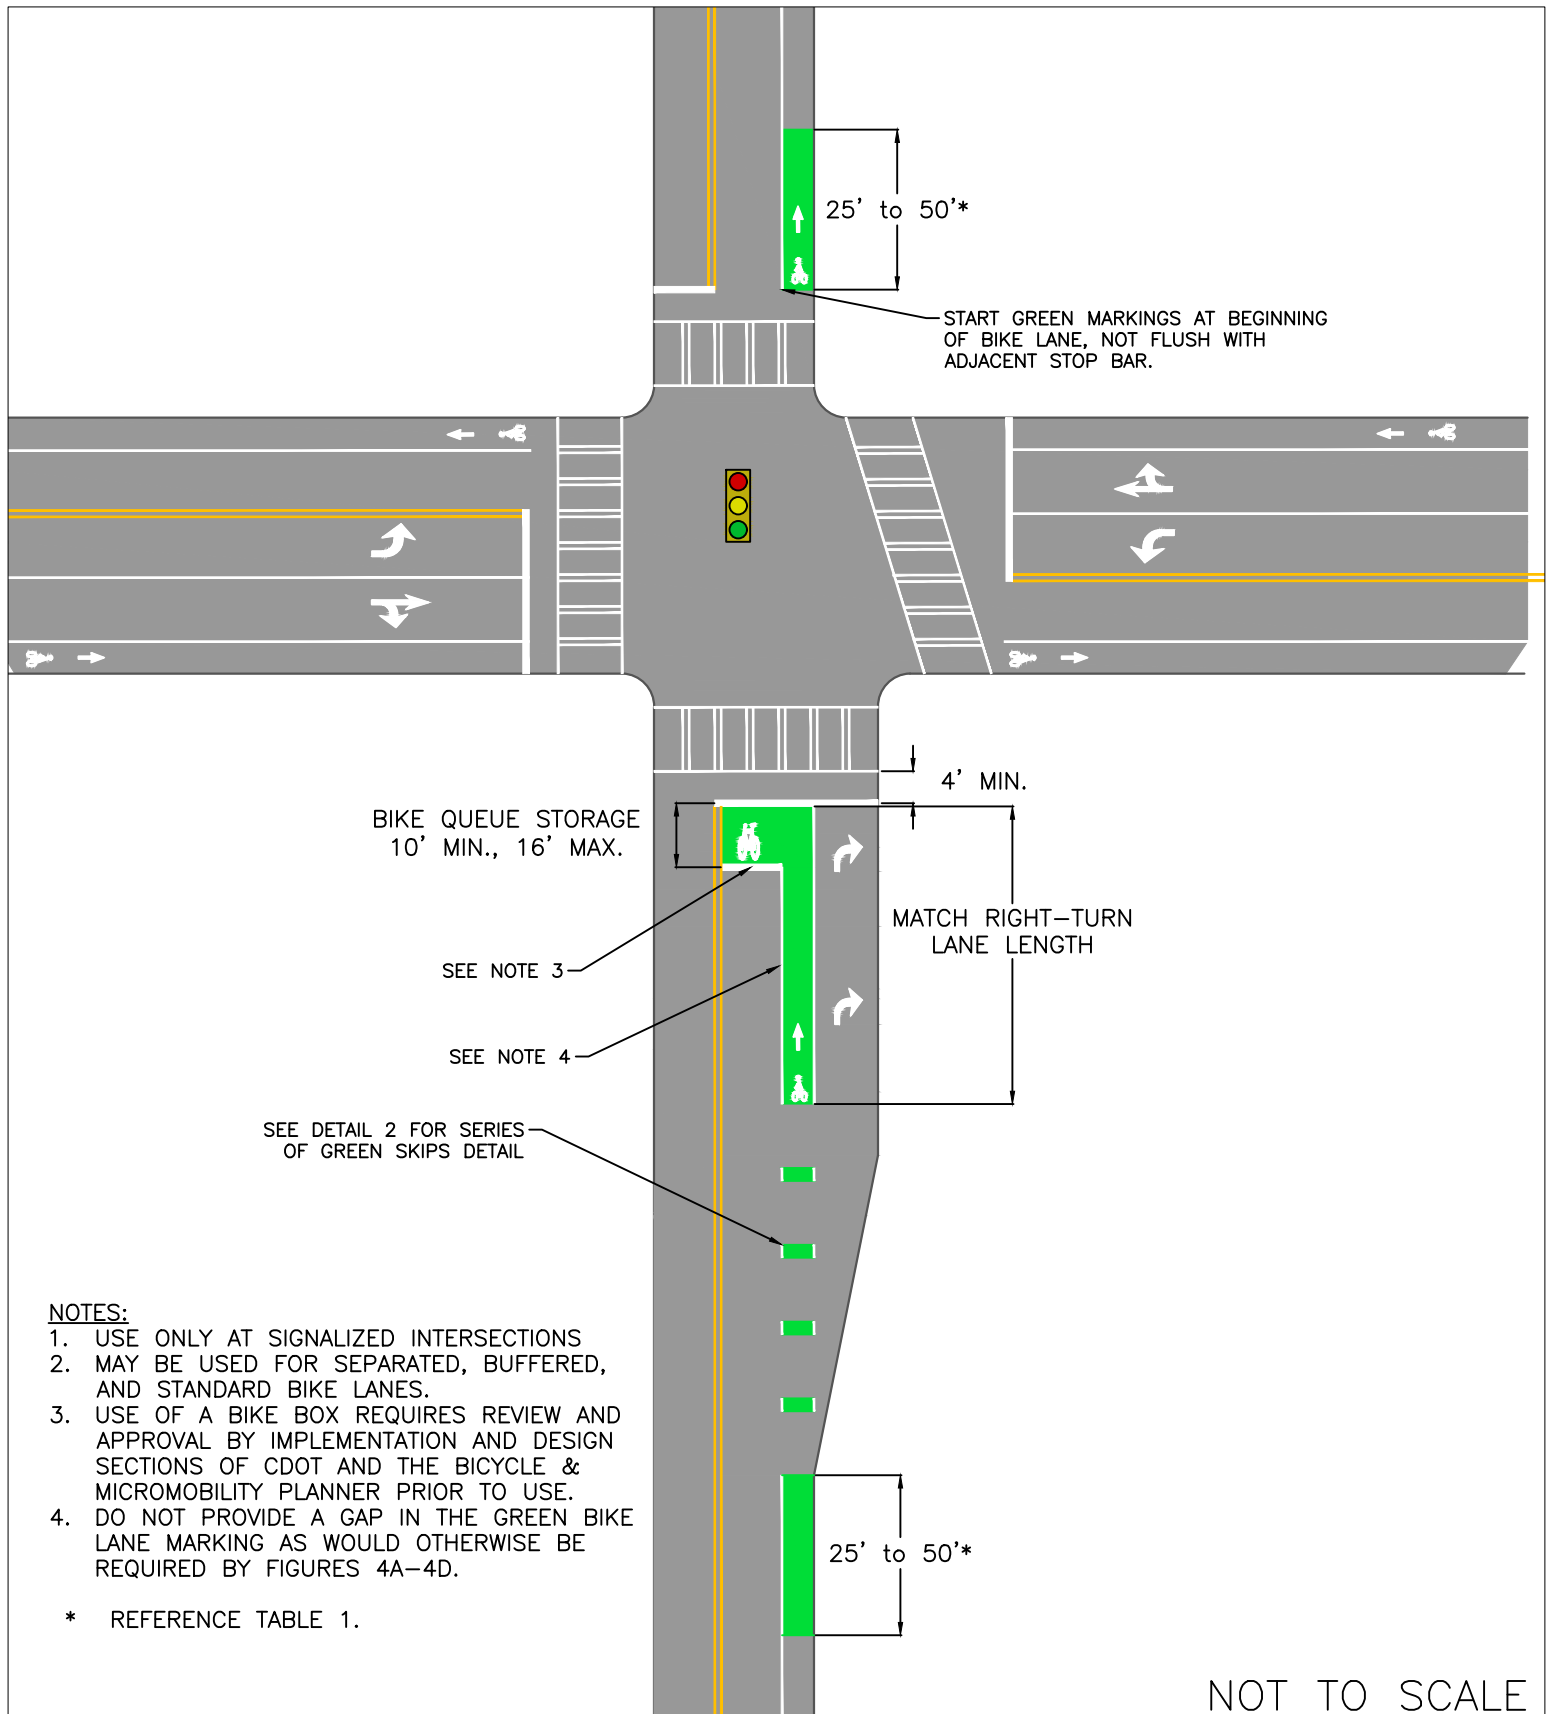 25' to 50'*
START GREEN MARKINGS AT BEGINNING
OF BIKE LANE, NOT FLUSH WITH
ADJACENT STOP BAR.
4' MIN.
BIKE QUEUE STORAGE
10' MIN., 16' MAX.
MATCH RIGHT-TURN
LANE LENGTH
SEE NOTE 3
SEE NOTE 4
SEE DETAIL 2 FOR SERIES
OF GREEN SKIPS DETAIL
NOTES:
1. USE ONLY AT SIGNALIZED INTERSECTIONS
2. MAY BE USED FOR SEPARATED, BUFFERED,
AND STANDARD BIKE LANES.
3. USE OF A BIKE BOX REQUIRES REVIEW AND
APPROVAL BY IMPLEMENTATION AND DESIGN
SECTIONS OF CDOT AND THE BICYCLE &
MICROMOBILITY PLANNER PRIOR TO USE.
4. DO NOT PROVIDE A GAP IN THE GREEN BIKE
LANE MARKING AS WOULD OTHERWISE BE
REQUIRED BY FIGURES 4A-4D.
* REFERENCE TABLE 1.
25' to 50'*
NOT TO SCALE